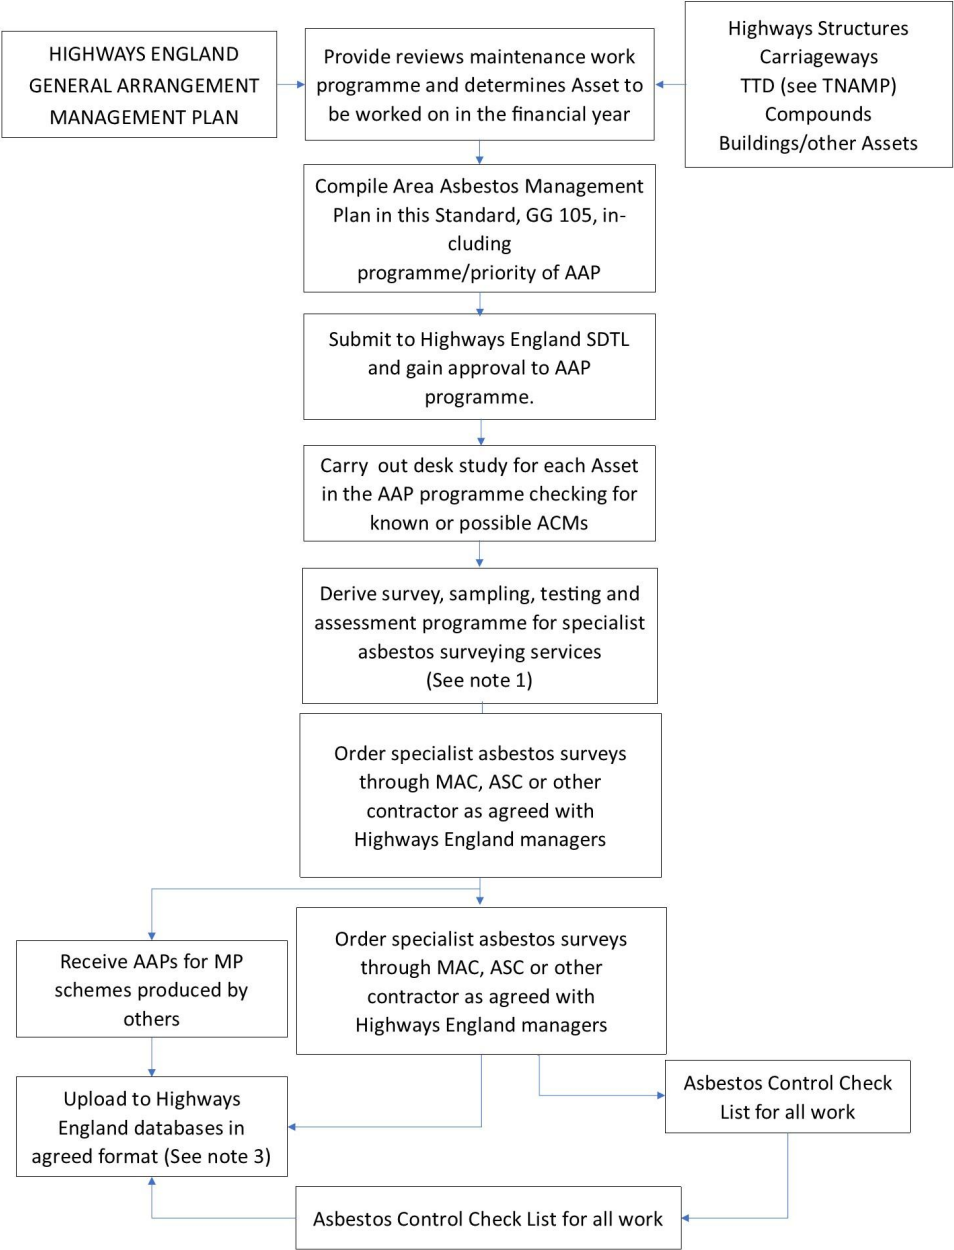 HIGHWAYS ENGLAND
GENERAL ARRANGEMENT
MANAGEMENT PLAN
Provide reviews maintenance work
programme and determines Asset to
be worked on in the financial year
Highways Structures
Carriageways
TTD (see TNAMP)
Compounds
Buildings/other Assets
Compile Area Asbestos Management
Plan in this Standard, GG 105, in-
cluding
programme/priority of AAP
Submit to Highways England SDTL
and gain approval to AAP
programme.
Carry out desk study for each Asset
in the AAP programme checking for
known or possible ACMs
Derive survey, sampling, testing and
assessment programme for specialist
asbestos surveying services
(See note 1)
Order specialist asbestos surveys
through MAC, ASC or other
contractor as agreed with
Highways England managers
Receive AAPs for MP
schemes produced by
others
Order specialist asbestos surveys
through MAC, ASC or other
contractor as agreed with
Highways England managers
Upload to Highways
England databases in
agreed format (See note 3)
Asbestos Control Check
List for all work
Asbestos Control Check List for all work